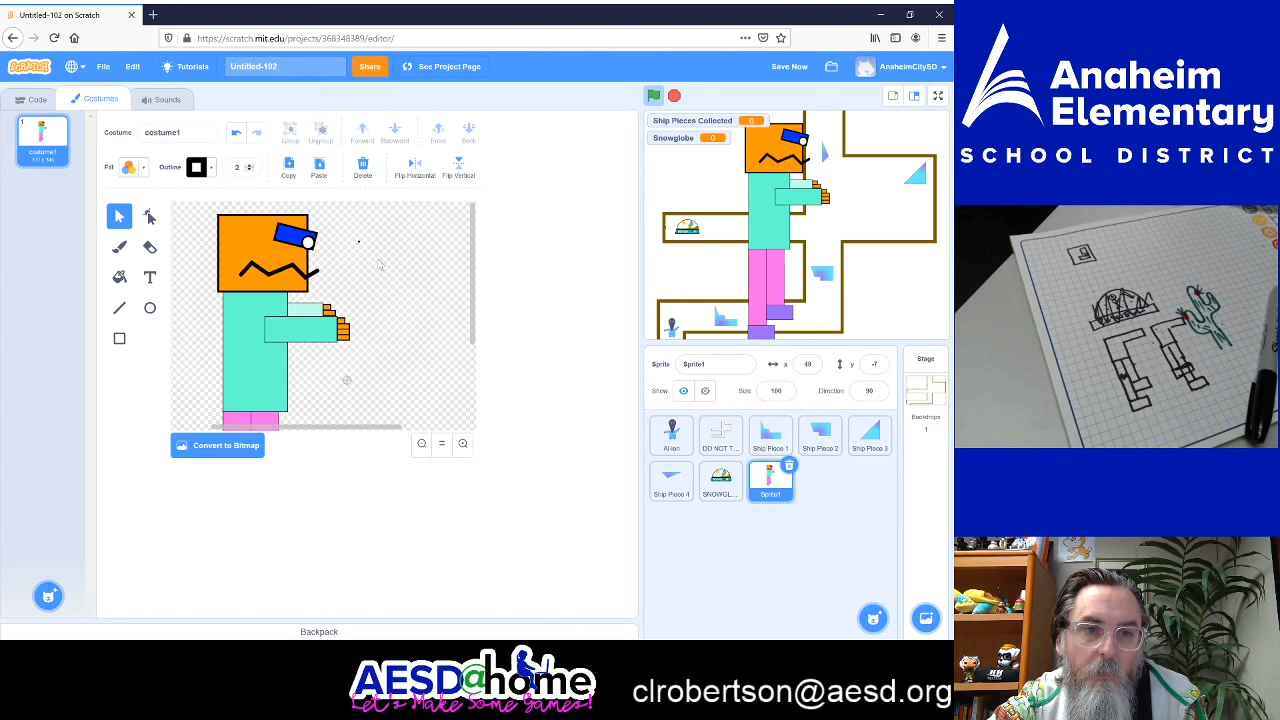 Untitled-102 on Scratch
https://scratch.mit.edu/projects/368348389/editor/
SCRATCH
File
Edit
Tutorials
Untitled-102
Share
See Project Page
Save Now
AnaheimCitySD
Code
Costumes
Sounds
1
costume1
Costume
costume1
Group
Ungroup
Forward
Backward
Front
Back
Fill
Outline
2
Copy
Paste
Delete
Flip Horizontal
Flip Vertical
T
Convert to Bitmap
Backpack
Ship Pieces Collected 0
Snowglobe 0
Sprite
Sprite1
x
49
y
-7
Show
Size
100
Direction
90
DO NOT T...
Ship Piece 1
Ship Piece 2
Ship Piece 3
Ship Piece 4
SNOWGL...
Sprite1
Stage
Backdrops
1
Anaheim
Elementary
SCHOOL DISTRICT
AESD@home
Let's Make Some Games!
clrobertson@aesd.org